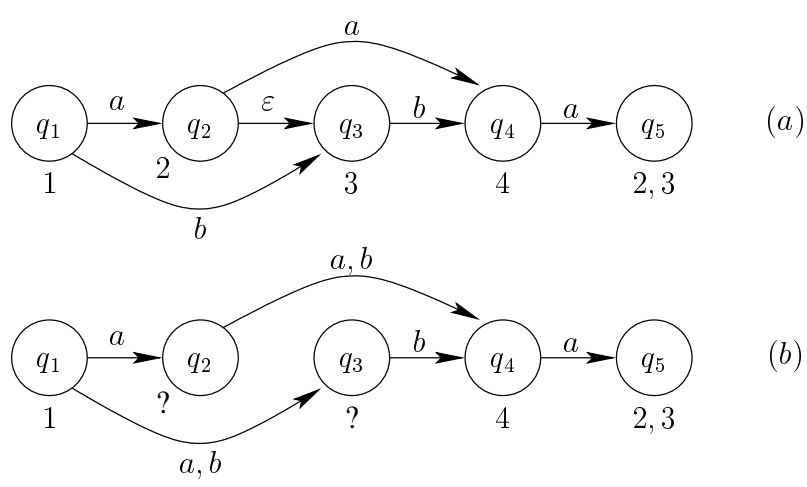 a
a ε b a
q₁ q₂ q₃ q₄ q₅ (a)
1 2 3 4 2, 3
b
a, b
a b a
q₁ q₂ q₃ q₄ q₅ (b)
1 ? ? 4 2, 3
a, b